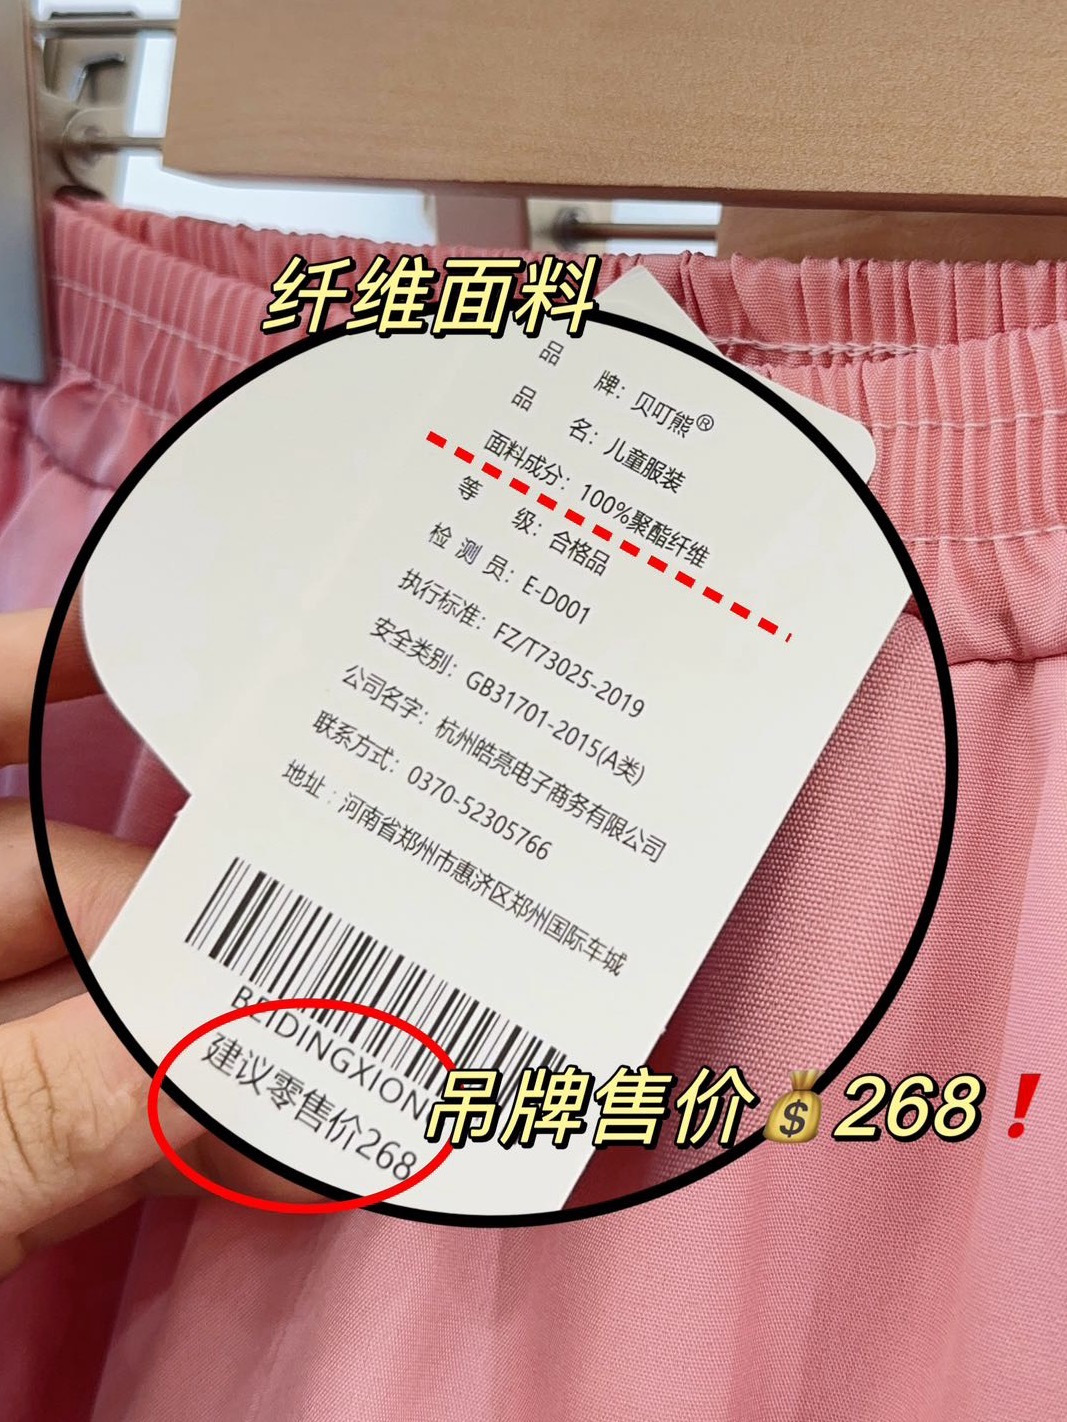 纤维面料
品 牌：贝叮熊®
品 名：儿童服装
面料成分：100%聚酯纤维
等 级：合格品
检 测 员：E-D001
执行标准：FZ/T73025-2019
安全类别：GB31701-2015(A类)
公司名字：杭州皓亮电子商务有限公司
联系方式：0370-52305766
地址：河南省郑州市惠济区郑州国际车城
BEIDINGXION
建议零售价268
吊牌售价💰268❗